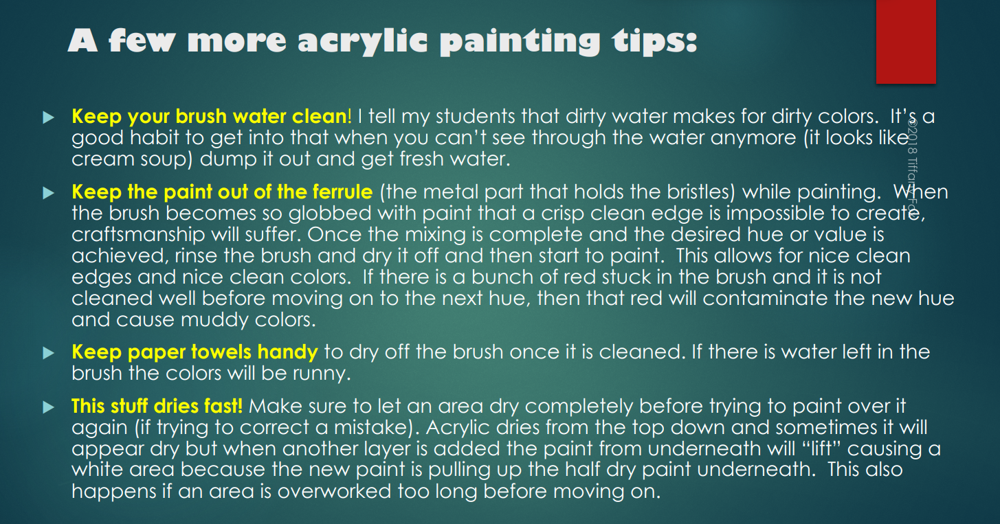 A few more acrylic painting tips:
Keep your brush water clean! I tell my students that dirty water makes for dirty colors.  It’s a
good habit to get into that when you can’t see through the water anymore (it looks like
cream soup) dump it out and get fresh water.
Keep the paint out of the ferrule (the metal part that holds the bristles) while painting.  When
the brush becomes so globbed with paint that a crisp clean edge is impossible to create,
craftsmanship will suffer. Once the mixing is complete and the desired hue or value is
achieved, rinse the brush and dry it off and then start to paint.  This allows for nice clean
edges and nice clean colors.  If there is a bunch of red stuck in the brush and it is not
cleaned well before moving on to the next hue, then that red will contaminate the new hue
and cause muddy colors.
Keep paper towels handy to dry off the brush once it is cleaned. If there is water left in the
brush the colors will be runny.
This stuff dries fast! Make sure to let an area dry completely before trying to paint over it
again (if trying to correct a mistake). Acrylic dries from the top down and sometimes it will
appear dry but when another layer is added the paint from underneath will “lift” causing a
white area because the new paint is pulling up the half dry paint underneath.  This also
happens if an area is overworked too long before moving on.
©2018 Tiffany